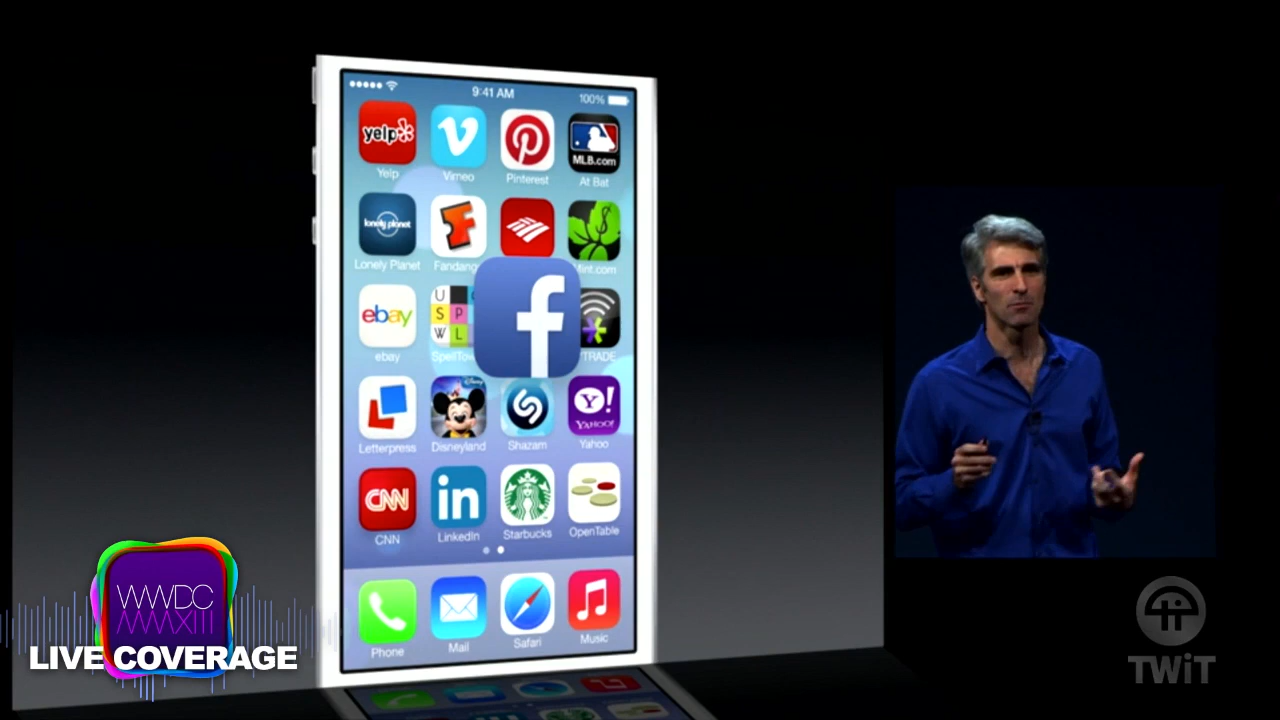 9:41 AM
100%
yelp
Yelp
Vimeo
Pinterest
MLB.com
At Bat
lonely planet
Lonely Planet
Fandang
Mint.com
f
ebay
ebay
U
S P
W L
SpellTow
TRADE
Letterpress
Disney
Disneyland
Shazam
Y!
YAHOO!
Yahoo
CNN
CNN
in
LinkedIn
Starbucks
OpenTable
Phone
Mail
Safari
Music
WWDC
MMXIII
LIVE COVERAGE
TWiT